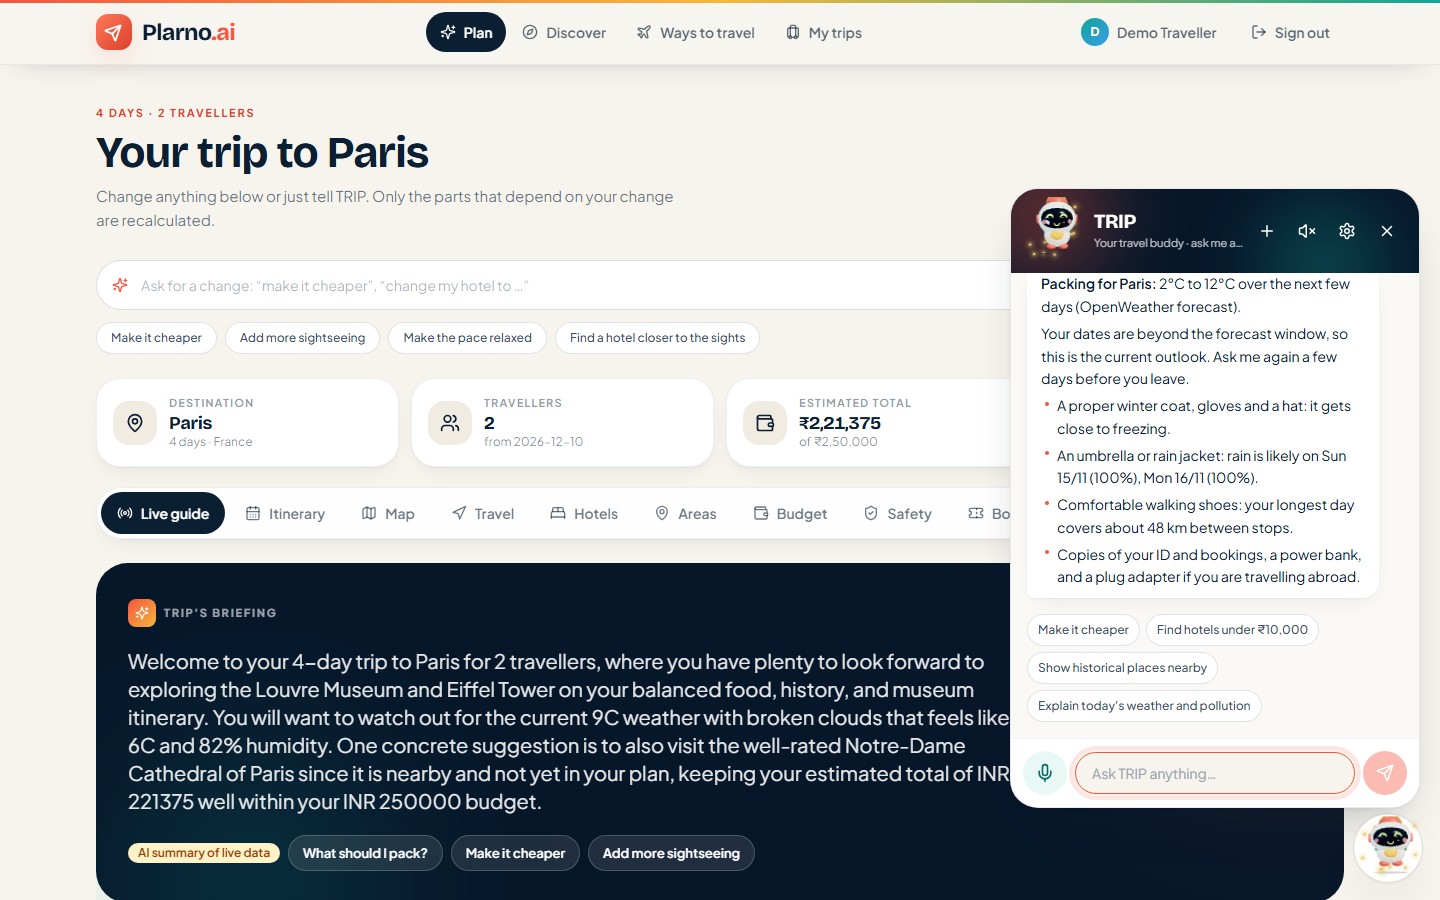 Plarno.ai
Plan
Discover
Ways to travel
My trips
D
Demo Traveller
Sign out
4 DAYS · 2 TRAVELLERS
Your trip to Paris
Change anything below or just tell TRIP. Only the parts that depend on your change
are recalculated.
Ask for a change: “make it cheaper”, “change my hotel to …”
Make it cheaper
Add more sightseeing
Make the pace relaxed
Find a hotel closer to the sights
DESTINATION
Paris
4 days · France
TRAVELLERS
2
from 2026-12-10
ESTIMATED TOTAL
₹2,21,375
of ₹2,50,000
Live guide
Itinerary
Map
Travel
Hotels
Areas
Budget
Safety
Bo
TRIP'S BRIEFING
Welcome to your 4-day trip to Paris for 2 travellers, where you have plenty to look forward to
exploring the Louvre Museum and Eiffel Tower on your balanced food, history, and museum
itinerary. You will want to watch out for the current 9C weather with broken clouds that feels like
6C and 82% humidity. One concrete suggestion is to also visit the well-rated Notre-Dame
Cathedral of Paris since it is nearby and not yet in your plan, keeping your estimated total of INR
221375 well within your INR 250000 budget.
AI summary of live data
What should I pack?
Make it cheaper
Add more sightseeing
TRIP
Your travel buddy · ask me a...
Packing for Paris: 2°C to 12°C over the next few
days (OpenWeather forecast).
Your dates are beyond the forecast window, so
this is the current outlook. Ask me again a few
days before you leave.
A proper winter coat, gloves and a hat: it gets
close to freezing.
An umbrella or rain jacket: rain is likely on Sun
15/11 (100%), Mon 16/11 (100%).
Comfortable walking shoes: your longest day
covers about 48 km between stops.
Copies of your ID and bookings, a power bank,
and a plug adapter if you are travelling abroad.
Make it cheaper
Find hotels under ₹10,000
Show historical places nearby
Explain today's weather and pollution
Ask TRIP anything...